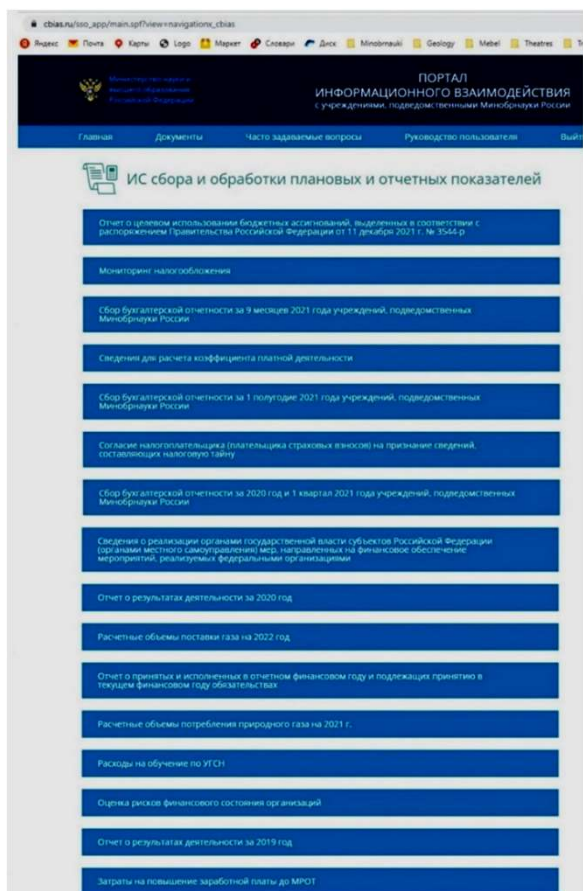 cbias.ru/sso_app/main.spf?view=navigationx_cbias
Яндекс Почта Карты Logo Маркет Словари Диск Minobrnauki Geology Mebel Theatres
Министерство науки и
высшего образования
Российской Федерации
ПОРТАЛ
ИНФОРМАЦИОННОГО ВЗАИМОДЕЙСТВИЯ
с учреждениями, подведомственными Минобрнауки России
Главная Документы Часто задаваемые вопросы Руководство пользователя Выйт
ИС сбора и обработки плановых и отчетных показателей
Отчет о целевом использовании бюджетных ассигнований, выделенных в соответствии с
распоряжением Правительства Российской Федерации от 11 декабря 2021 г. № 3544-р
Мониторинг налогообложения
Сбор бухгалтерской отчетности за 9 месяцев 2021 года учреждений, подведомственных
Минобрнауки России
Сведения для расчета коэффициента платной деятельности
Сбор бухгалтерской отчетности за 1 полугодие 2021 года учреждений, подведомственных
Минобрнауки России
Согласие налогоплательщика (плательщика страховых взносов) на признание сведений,
составляющих налоговую тайну
Сбор бухгалтерской отчетности за 2020 год и 1 квартал 2021 года учреждений, подведомственных
Минобрнауки России
Сведения о реализации органами государственной власти субъектов Российской Федерации
(органами местного самоуправления) мер, направленных на финансовое обеспечение
мероприятий, реализуемых федеральными организациями
Отчет о результатах деятельности за 2020 год
Расчетные объемы поставки газа на 2022 год
Отчет о принятых и исполненных в отчетном финансовом году и подлежащих принятию в
текущем финансовом году обязательствах
Расчетные объемы потребления природного газа на 2021 г.
Расходы на обучение по УГСН
Оценка рисков финансового состояния организаций
Отчет о результатах деятельности за 2019 год
Затраты на повышение заработной платы до МРОТ